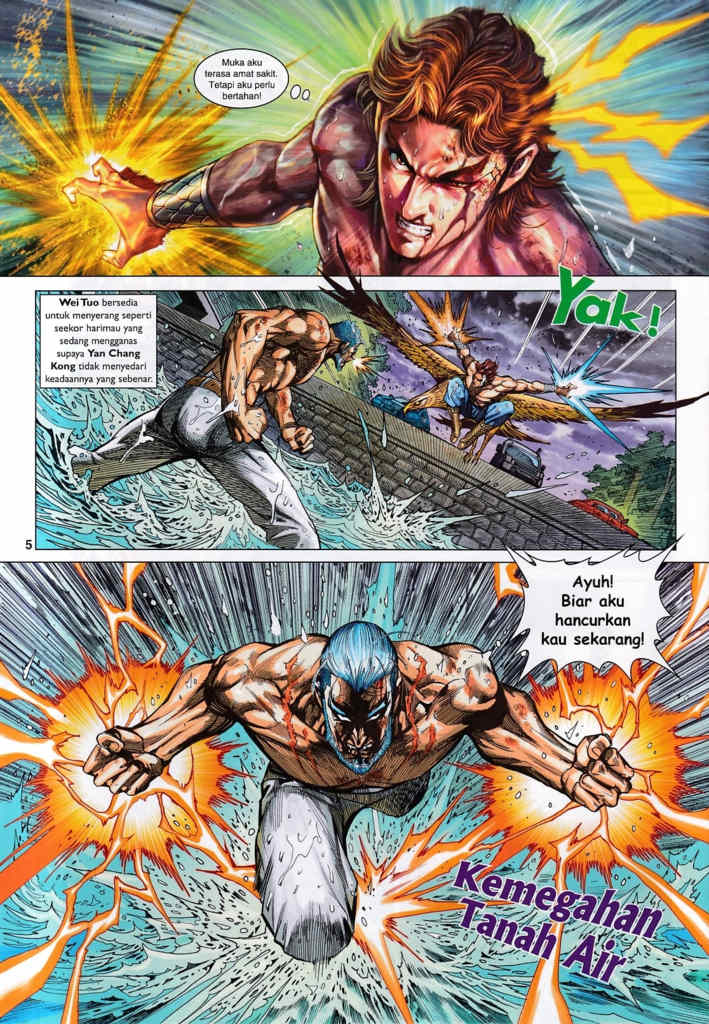 Muka aku
terasa amat sakit.
Tetapi aku perlu
bertahan!
Wei Tuo bersedia
untuk menyerang seperti
seekor harimau yang
sedang mengganas
supaya Yan Chang
Kong tidak menyedari
keadaannya yang sebenar.
Yak!
5
Ayuh!
Biar aku
hancurkan
kau sekarang!
Kemegahan
Tanah Air